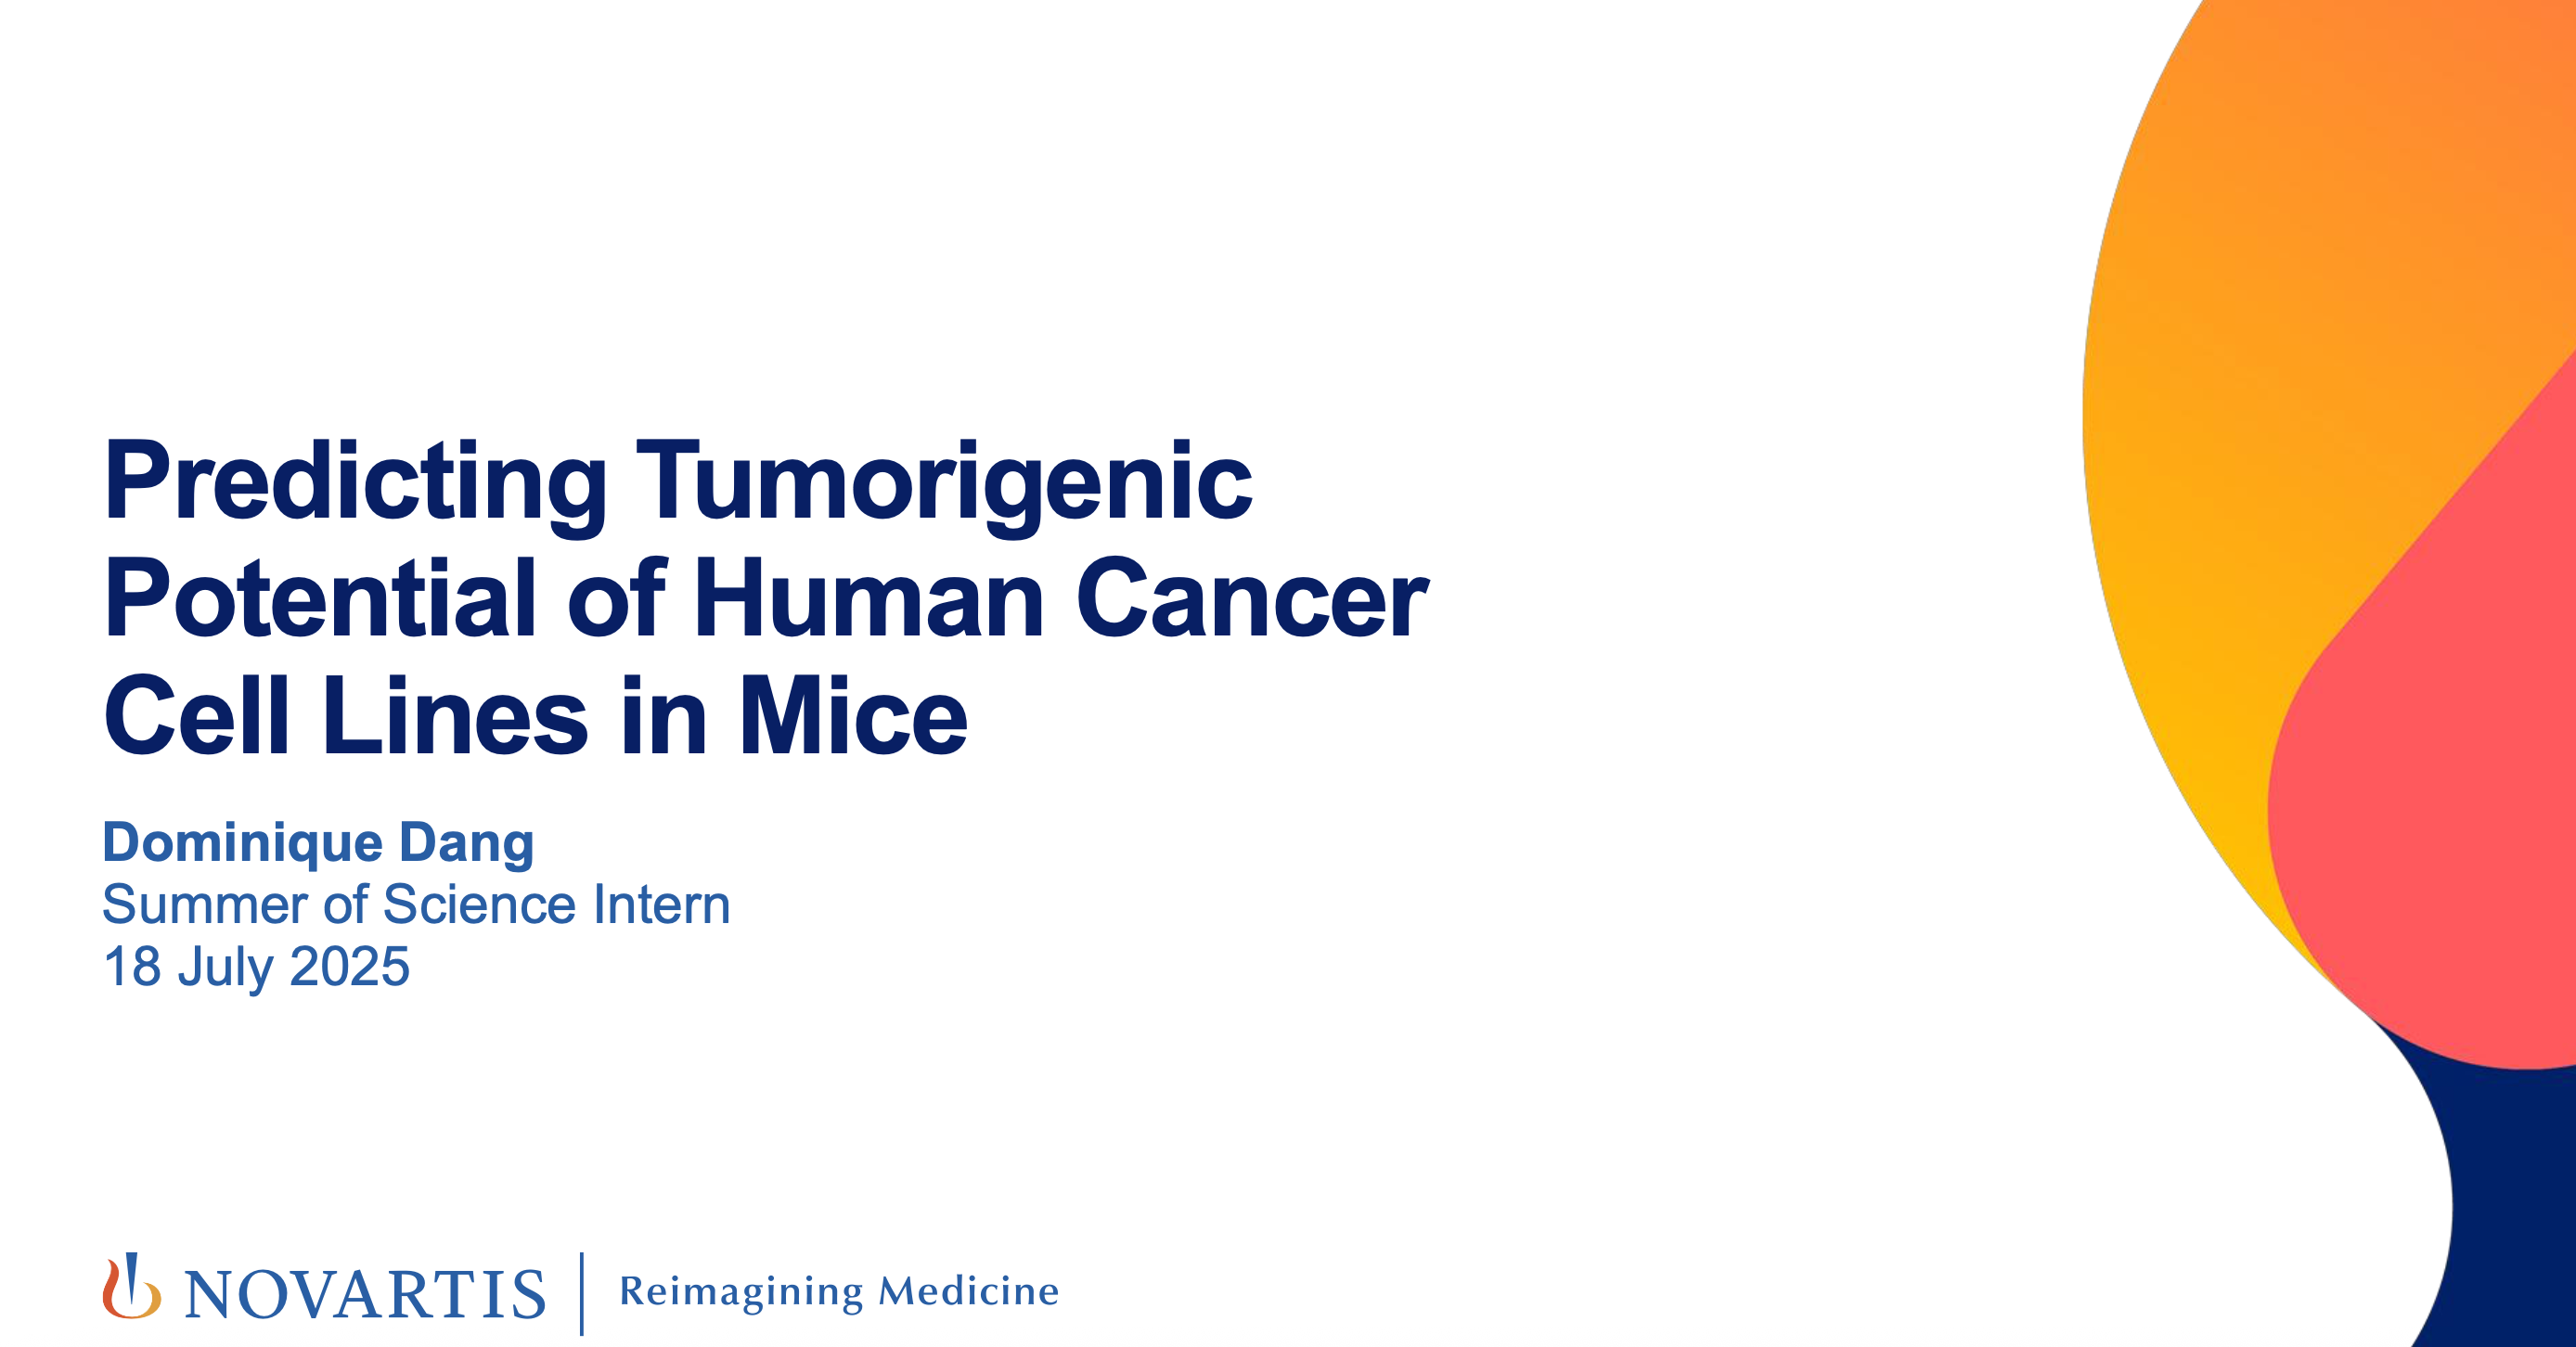 Predicting Tumorigenic
Potential of Human Cancer
Cell Lines in Mice
Dominique Dang
Summer of Science Intern
18 July 2025
NOVARTIS | Reimagining Medicine